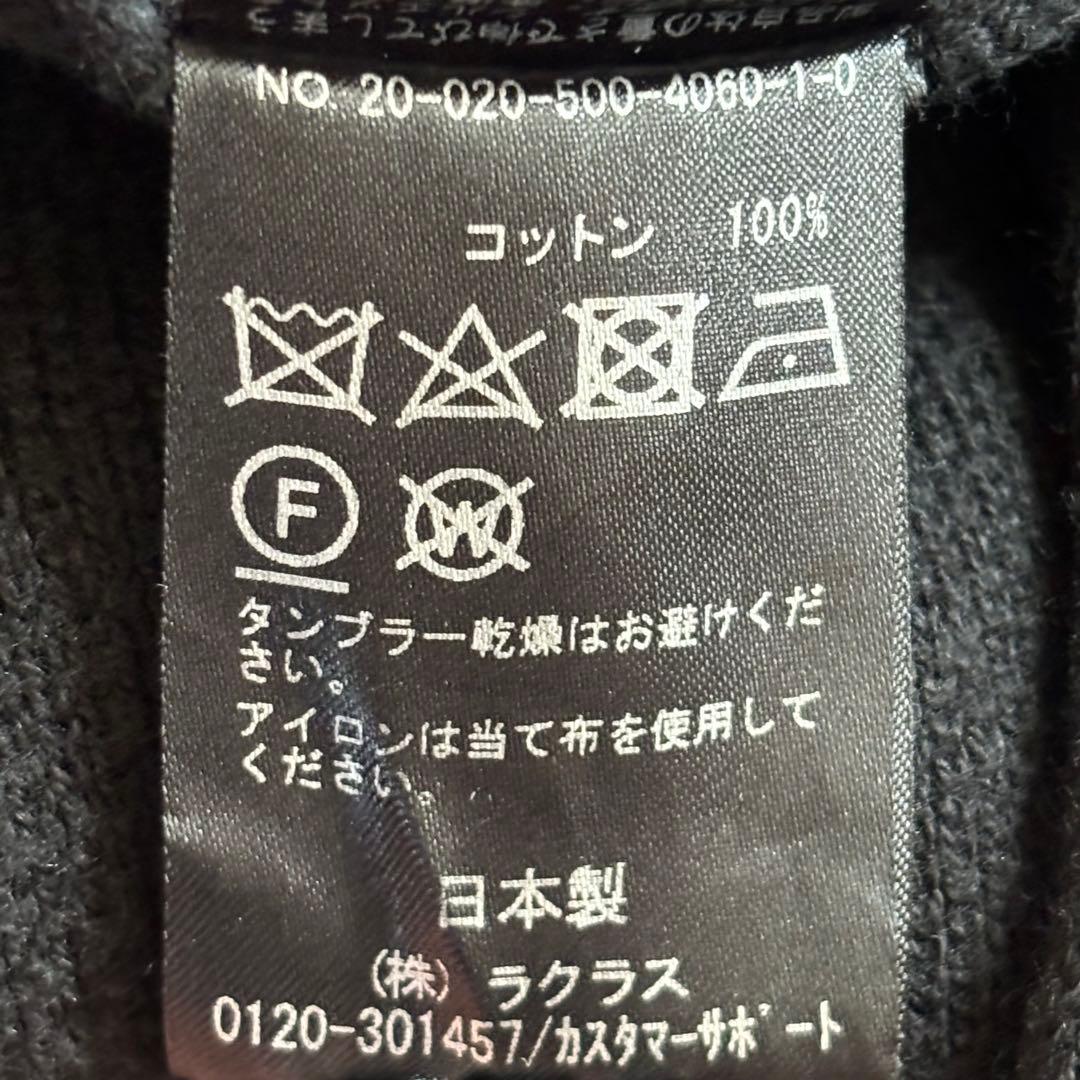 NO. 20-020-500-4060-1-0
コットン 100%
F
W
タンブラー乾燥はお避けくだ
さい。
アイロンは当て布を使用して
ください。
日本製
(株) ラクラス
0120-301457/カスタマーサポート